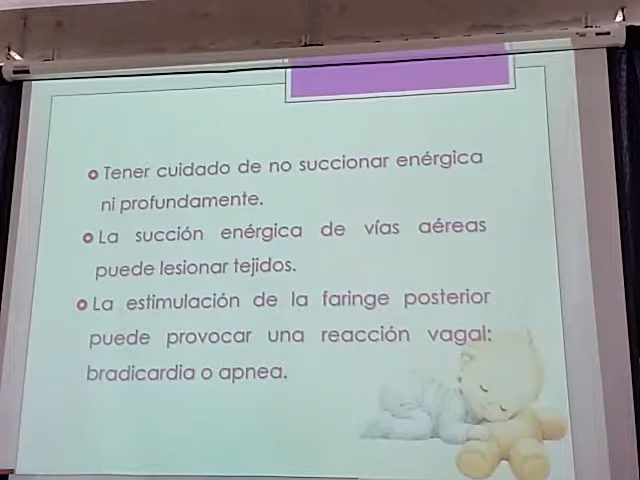 Tener cuidado de no succionar enérgica
ni profundamente.
La succión enérgica de vías aéreas
puede lesionar tejidos.
La estimulación de la faringe posterior
puede provocar una reacción vagal:
bradicardia o apnea.